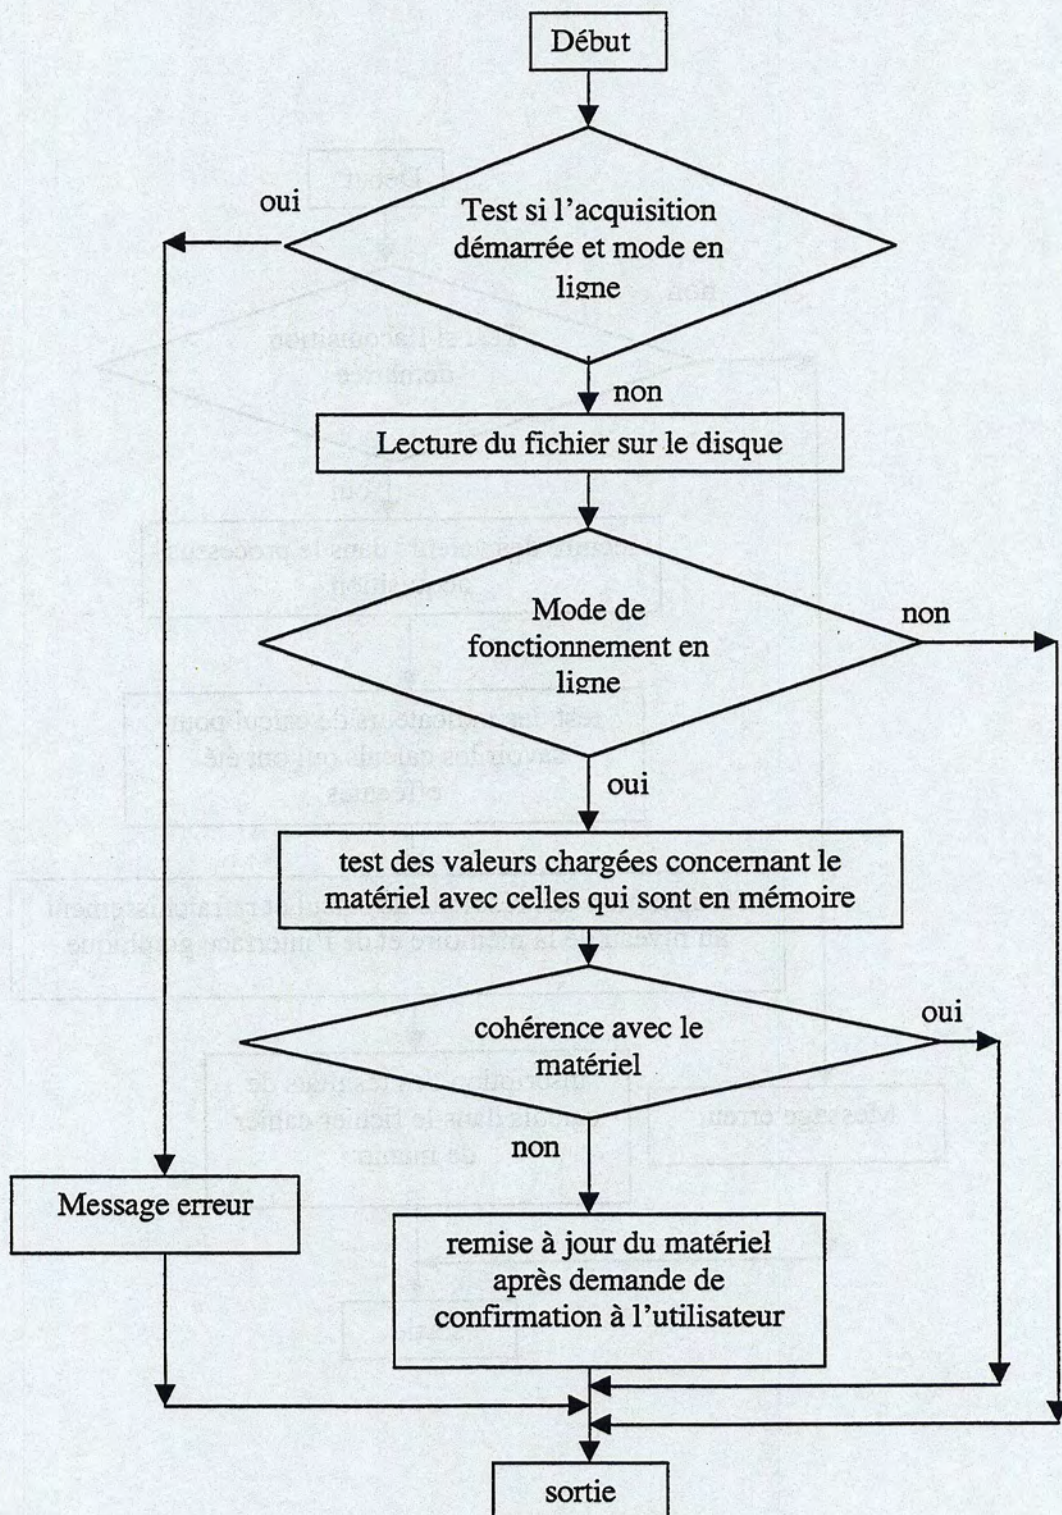 Début
oui
Test si l'acquisition
démarrée et mode en
ligne
non
Lecture du fichier sur le disque
Mode de
fonctionnement en
ligne
non
oui
test des valeurs chargées concernant le
matériel avec celles qui sont en mémoire
cohérence avec le
matériel
oui
non
Message erreur
remise à jour du matériel
après demande de
confirmation à l'utilisateur
sortie